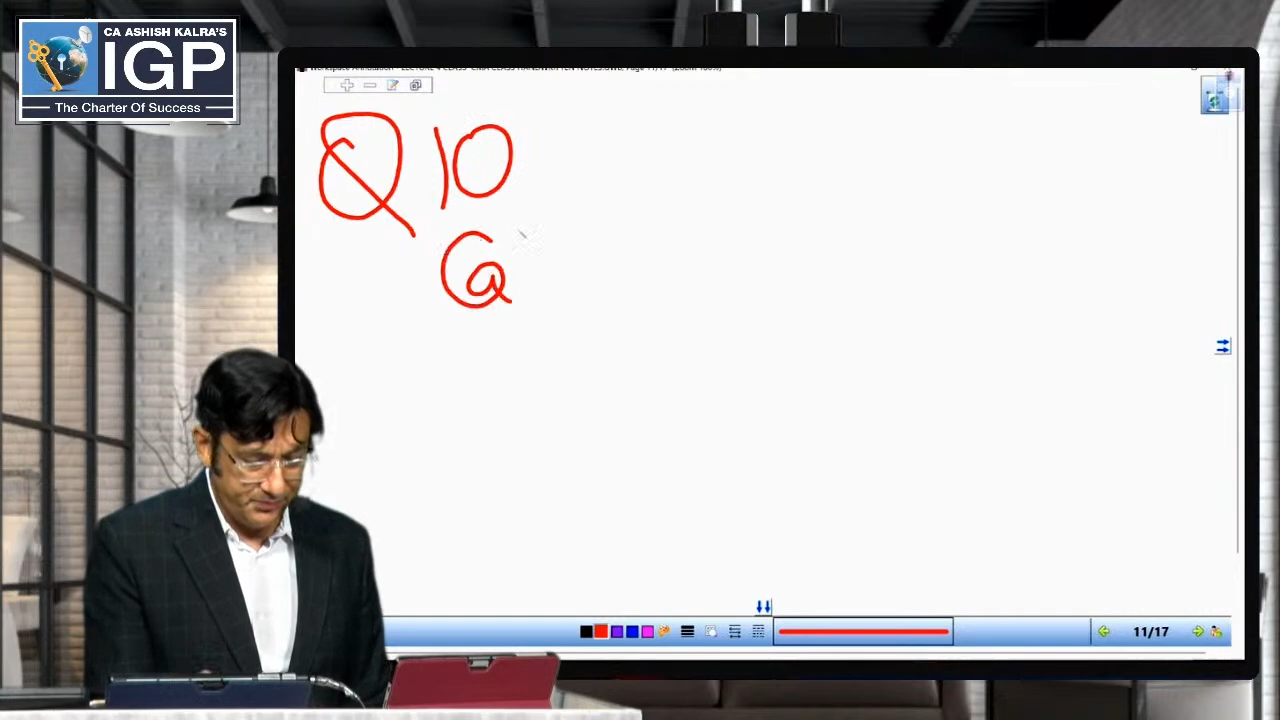 CA ASHISH KALRA'S
IGP
The Charter Of Success
Q 10
11/17